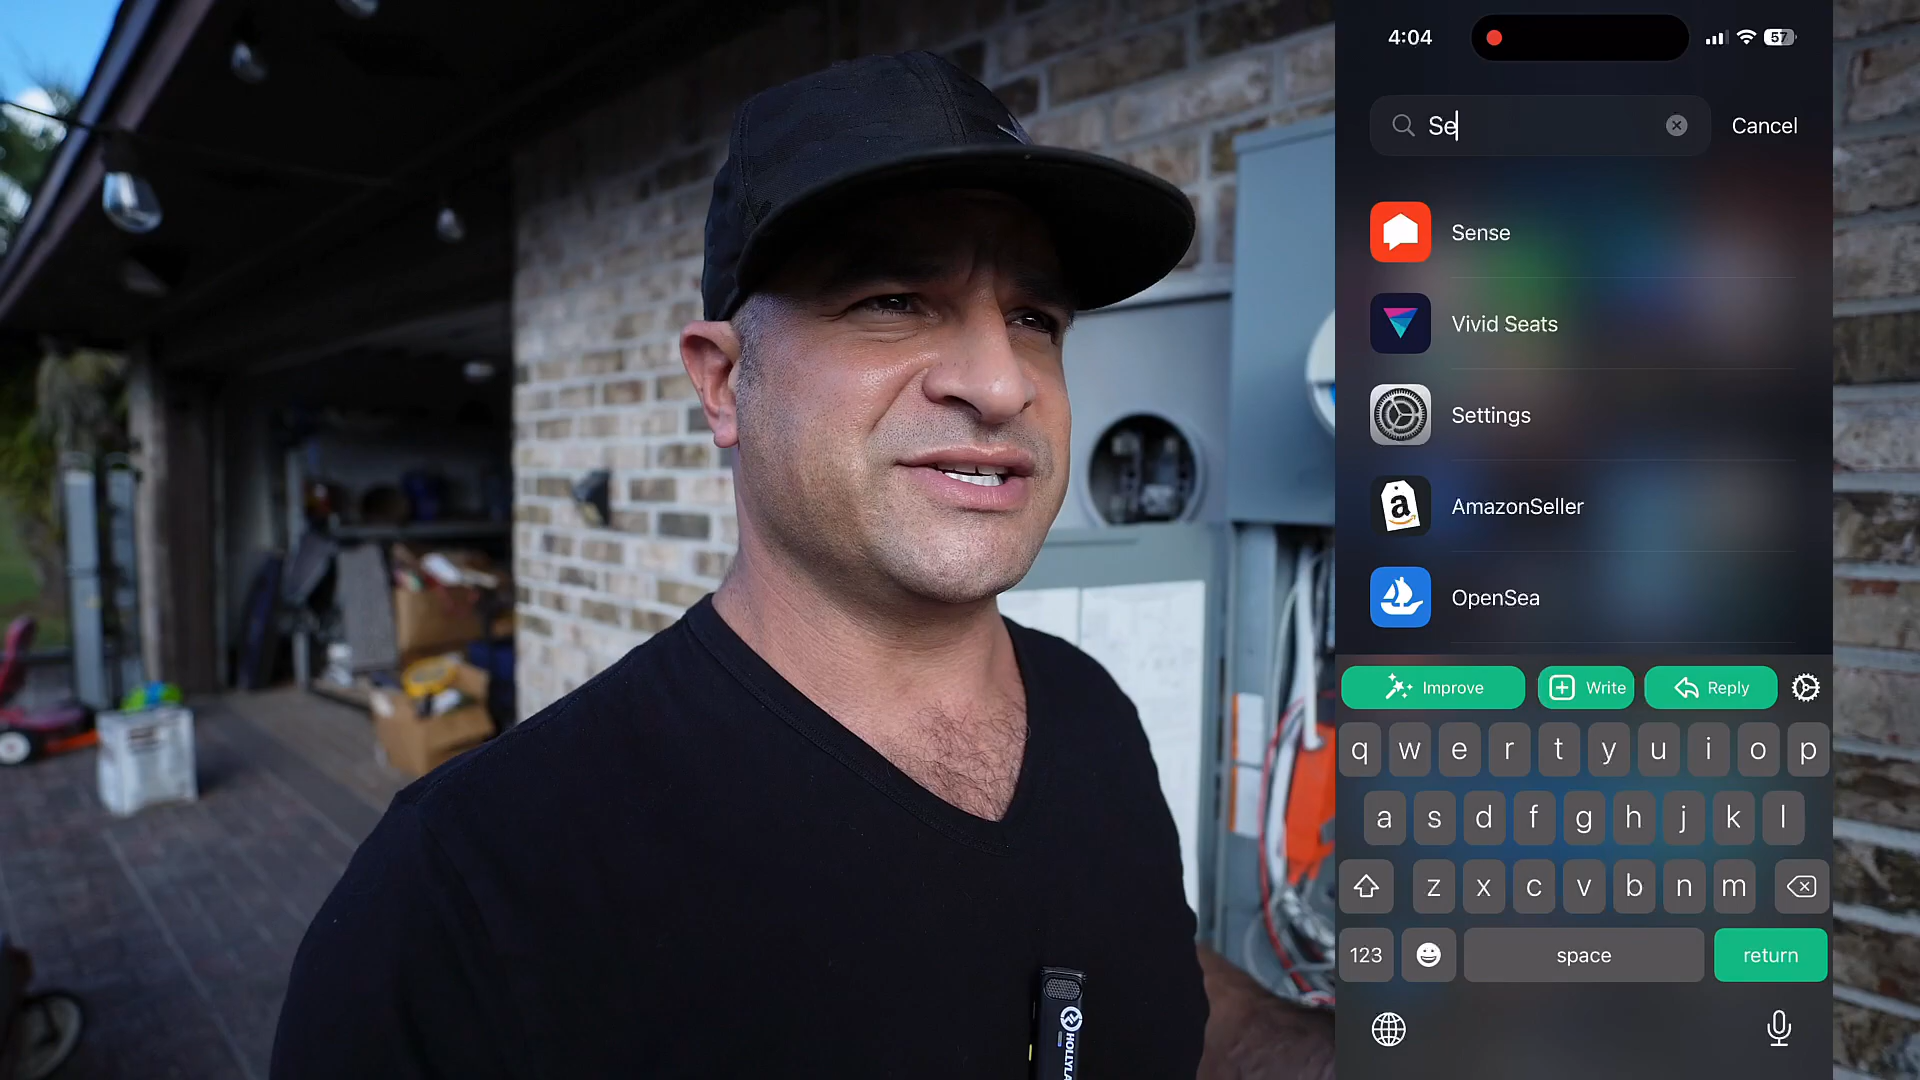 4:04
57
Se
Cancel
Sense
Vivid Seats
Settings
AmazonSeller
OpenSea
Improve
Write
Reply
q w e r t y u i o p
a s d f g h j k l
z x c v b n m
123
space
return